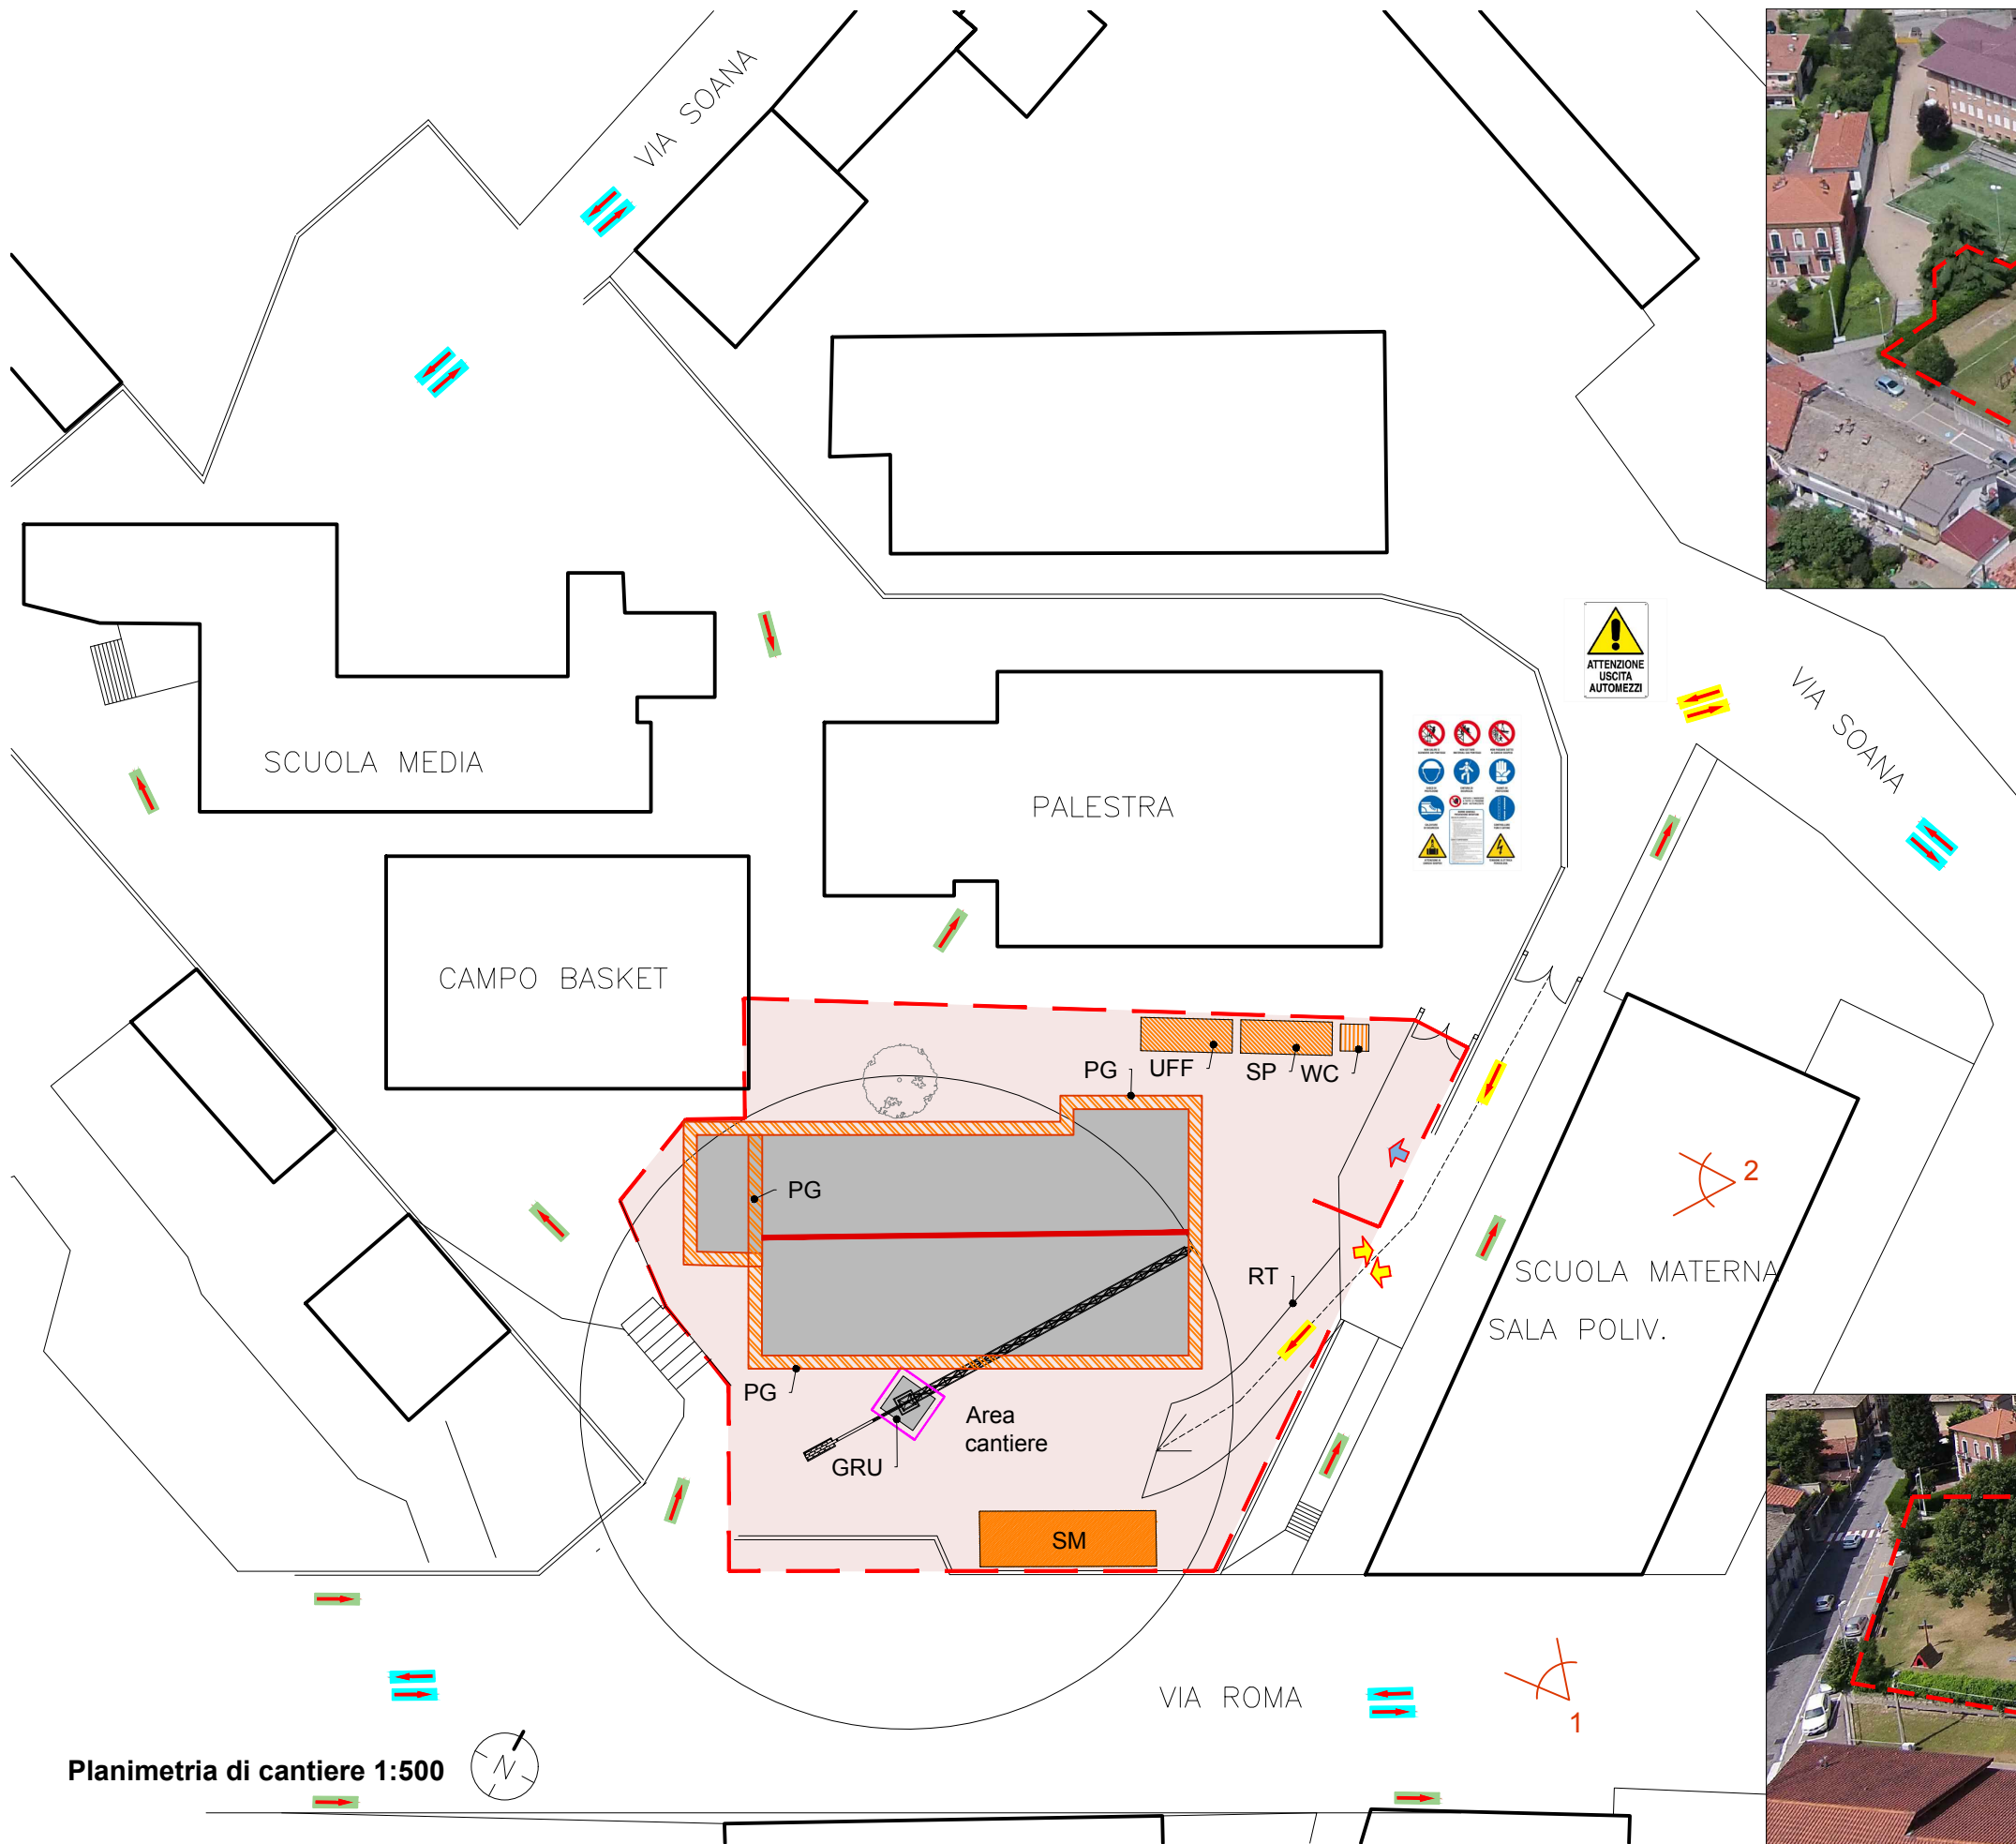 VIA SOANA
ATTENZIONE
USCITA
AUTOMEZZI
VIA SOANA
SCUOLA MEDIA
PALESTRA
CAMPO BASKET
PG
UFF
SP
WC
PG
2
RT
SCUOLA MATERNA
SALA POLIV.
PG
Area
cantiere
GRU
SM
VIA ROMA
1
Planimetria di cantiere 1:500
N